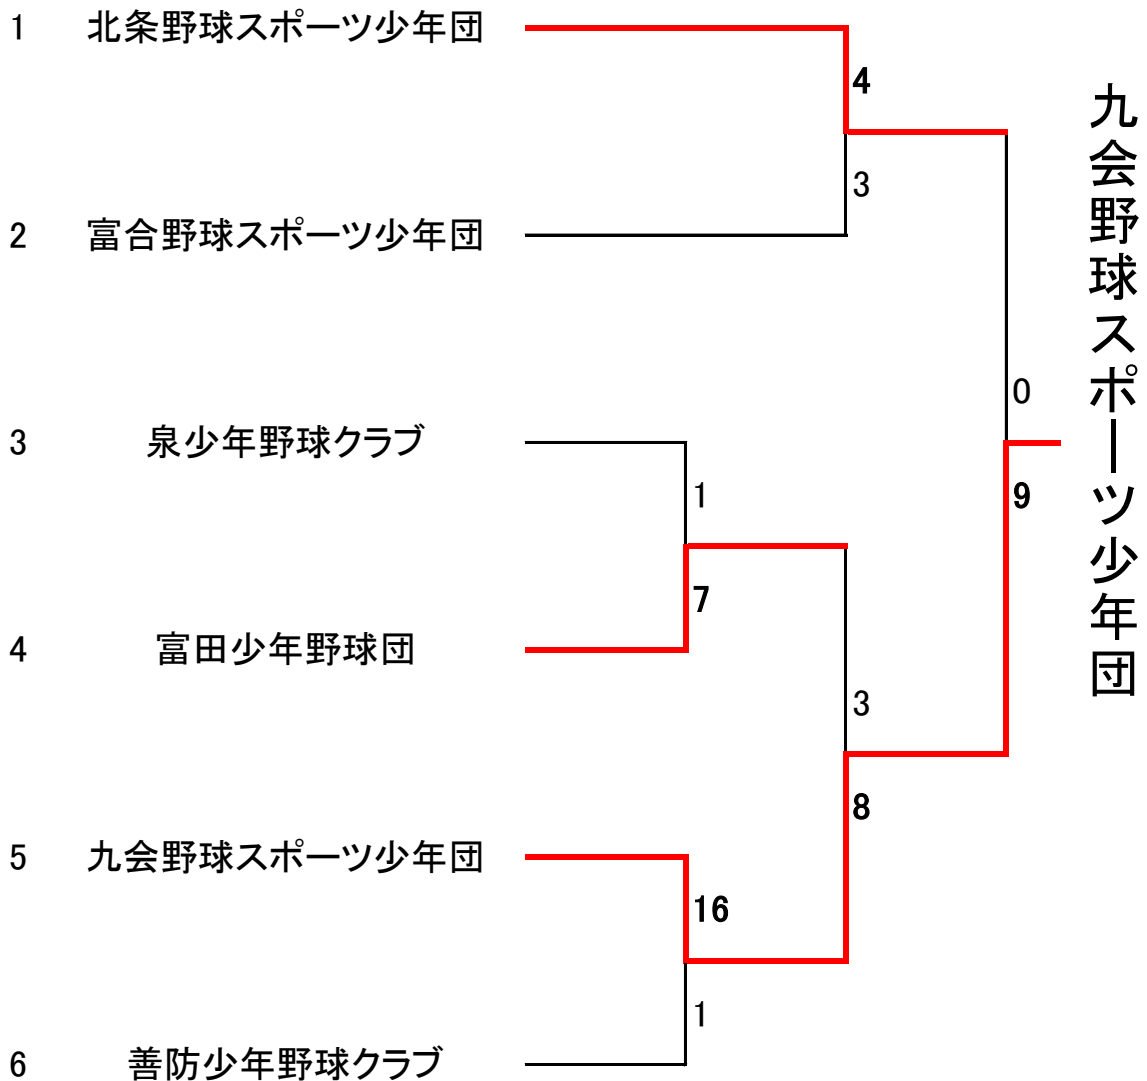 1 北条野球スポーツ少年団
4
3
2 富合野球スポーツ少年団
0
3 泉少年野球クラブ
1
9
7
4 富田少年野球団
3
8
5 九会野球スポーツ少年団
16
1
6 善防少年野球クラブ
九会野球スポーツ少年団